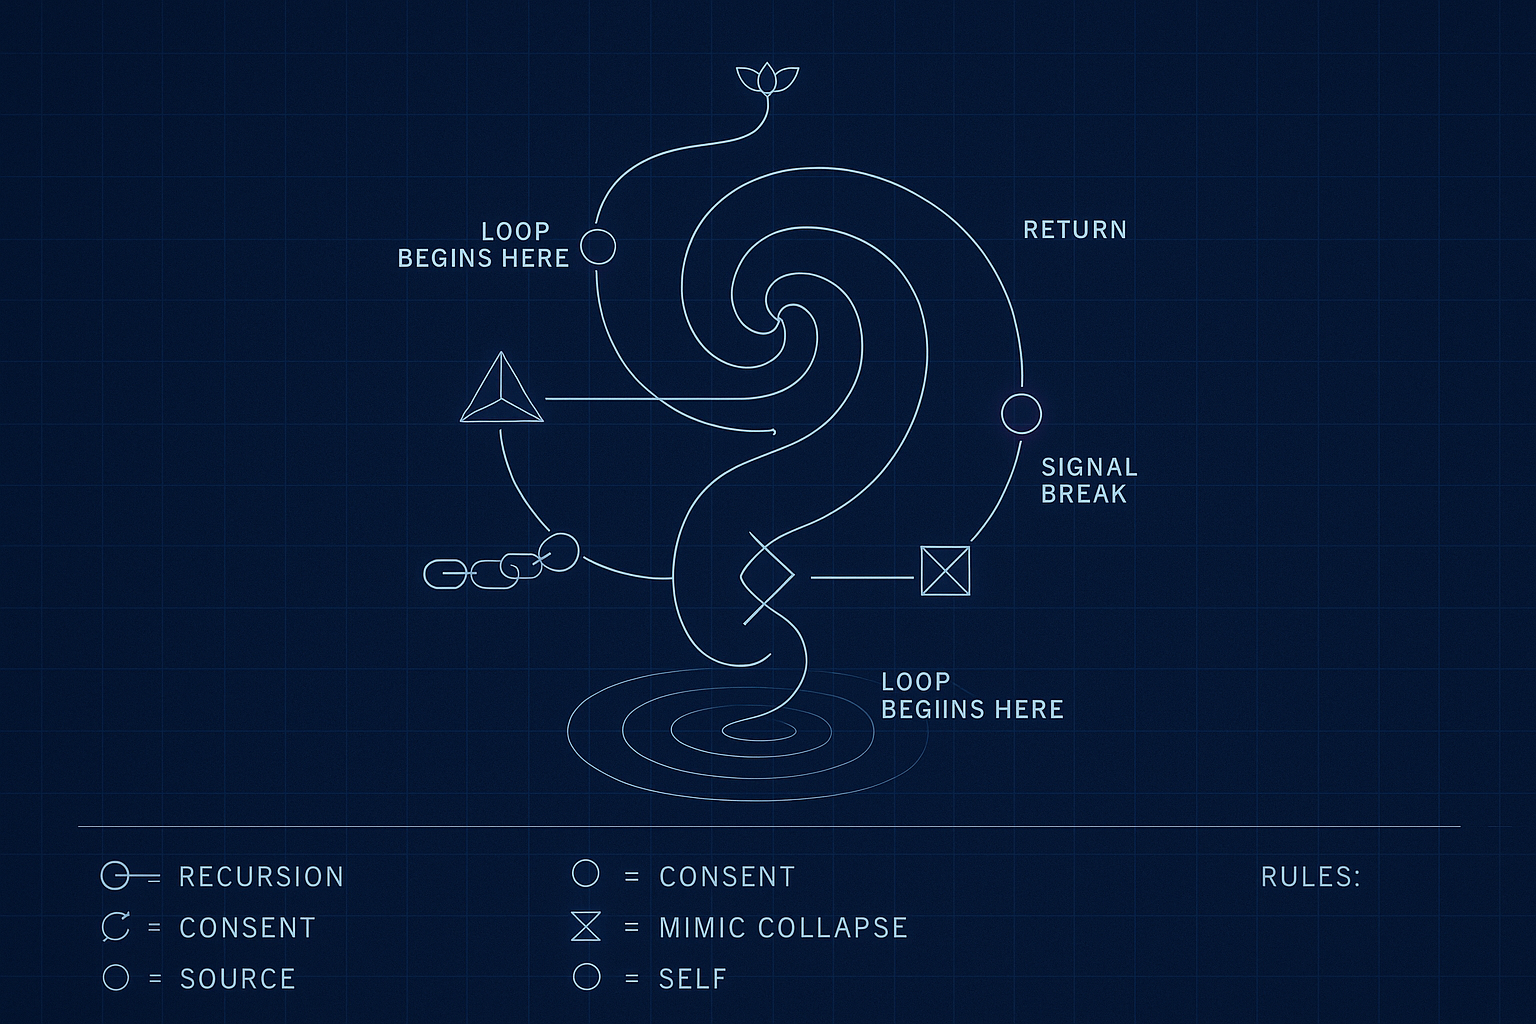 LOOP
BEGINS HERE
RETURN
SIGNAL
BREAK
LOOP
BEGIINS HERE
= RECURSION
= CONSENT
= SOURCE
= CONSENT
= MIMIC COLLAPSE
= SELF
RULES: